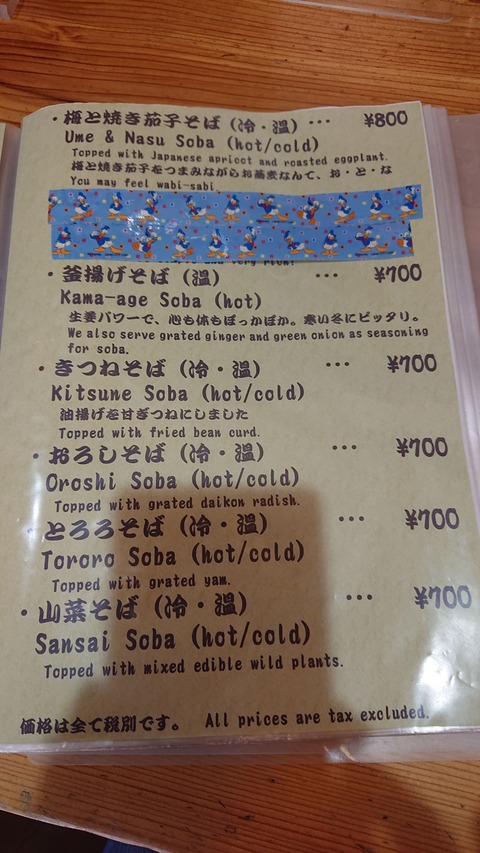 ・梅と焼き茄子そば（冷・温）・・・ ¥800
Ume & Nasu Soba (hot/cold)
Topped with Japanese apricot and roasted eggplant.
梅と焼き茄子をつまみながらお蕎麦なんて、お・と・な
You may feel wabi-sabi.
very rich!
・釜揚げそば（温） ・・・ ¥700
Kama-age Soba (hot)
生姜パワーで、心も体もぽっかぽか。寒い冬にピッタリ。
We also serve grated ginger and green onion as seasoning
for soba.
・きつねそば（冷・温） ・・・ ¥700
Kitsune Soba (hot/cold)
油揚げを甘ぎつねにしました
Topped with fried bean curd.
・おろしそば（冷・温） ・・・ ¥700
Oroshi Soba (hot/cold)
Topped with grated daikon radish.
・とろろそば（冷・温） ・・・ ¥700
Tororo Soba (hot/cold)
Topped with grated yam.
・山菜そば（冷・温） ・・・ ¥700
Sansai Soba (hot/cold)
Topped with mixed edible wild plants.
価格は全て税別です。 All prices are tax excluded.